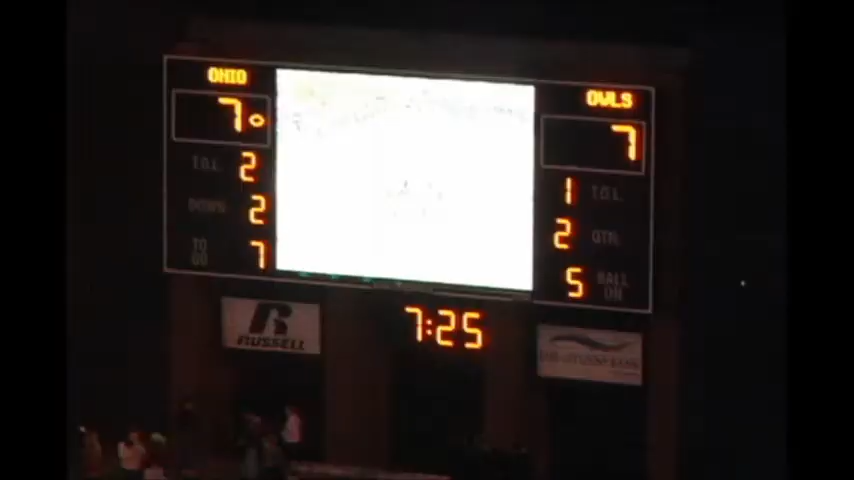 OHIO
7
T.O.L. 2
DOWN 2
TO GO 7
OWLS
7
1 T.O.L.
2 QTR
5 BALL ON
7:25
R
RUSSELL